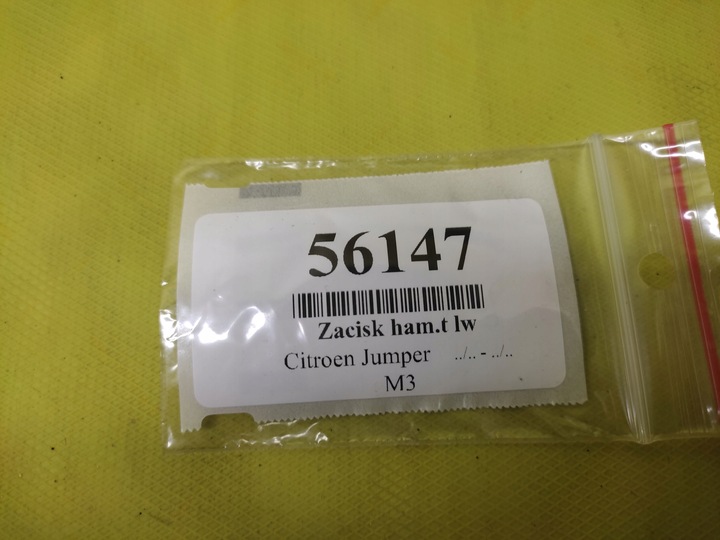 56147
Zacisk ham.t lw
Citroen Jumper ../.. - ../..
M3